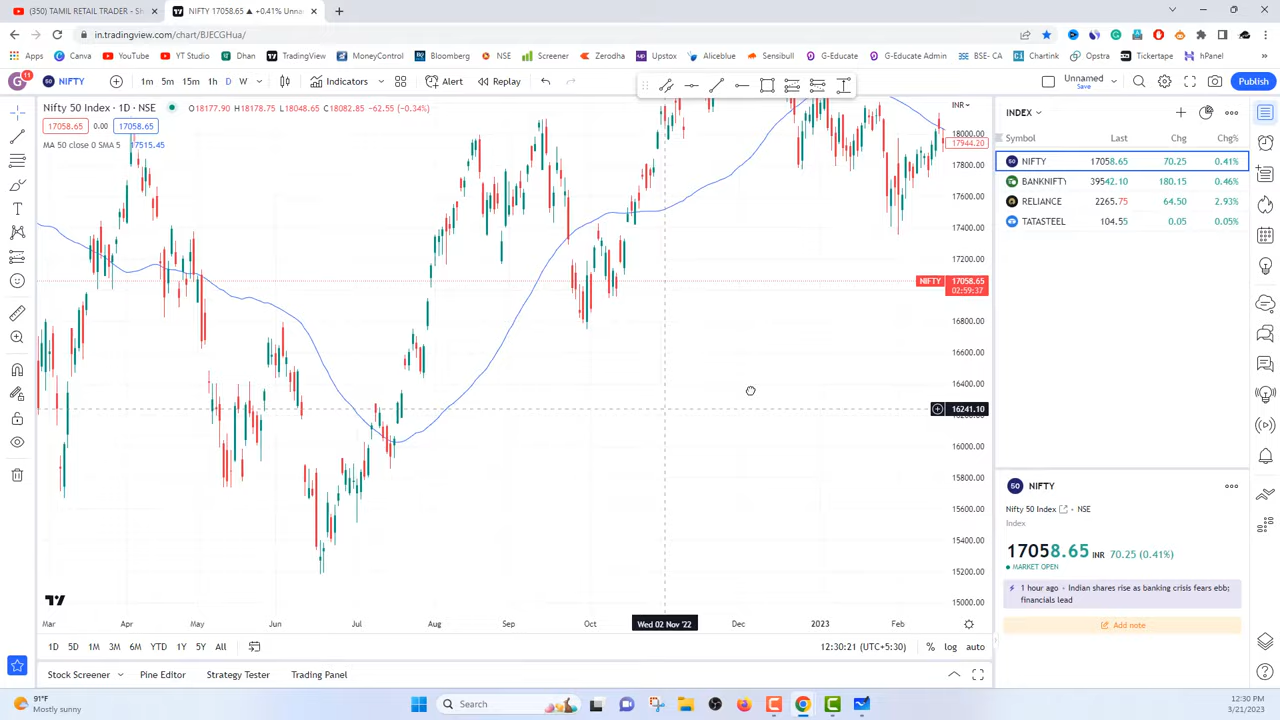 (350) TAMIL RETAIL TRADER
NIFTY 17058.65 ▲ +0.41% Unna
in.tradingview.com/chart/BJECGHua/
Apps Canva YouTube YT Studio Dhan TradingView MoneyControl Bloomberg NSE Screener Zerodha Upstox Aliceblue Sensibull G-Educate G-Educate Admin BSE- CA Chartink Opstra Tickertape hPanel
G 11 NIFTY 1m 5m 15m 1h D W Indicators Replay Unnamed Save Publish
Nifty 50 Index · 1D · NSE 18177.90 H18178.75 L18048.65 C18082.85 −62.55 (−0.34%)
17058.65 0.00 17058.65
MA 50 close 0 SMA 5 17515.45
INR
18000.00
17944.20
17800.00
17600.00
17400.00
17200.00
NIFTY 17058.65
02:59:37
16800.00
16600.00
16400.00
16241.10
16000.00
15800.00
15600.00
15400.00
15200.00
15000.00
Mar Apr May Jun Jul Aug Sep Oct Wed 02 Nov '22 Dec 2023 Feb
1D 5D 1M 3M 6M YTD 1Y 5Y All 12:30:21 (UTC+5:30) % log auto
Stock Screener Pine Editor Strategy Tester Trading Panel
INDEX
Symbol Last Chg Chg%
50 NIFTY 17058.65 70.25 0.41%
BANKNIFTY 39542.10 180.15 0.46%
RELIANCE 2265.75 64.50 2.93%
TATASTEEL 104.55 0.05 0.05%
50 NIFTY
Nifty 50 Index · NSE
Index
17058.65 INR 70.25 (0.41%)
MARKET OPEN
1 hour ago · Indian shares rise as banking crisis fears ebb;
financials lead
Add note
91°F
Mostly sunny
Search
12:30 PM
3/21/2023